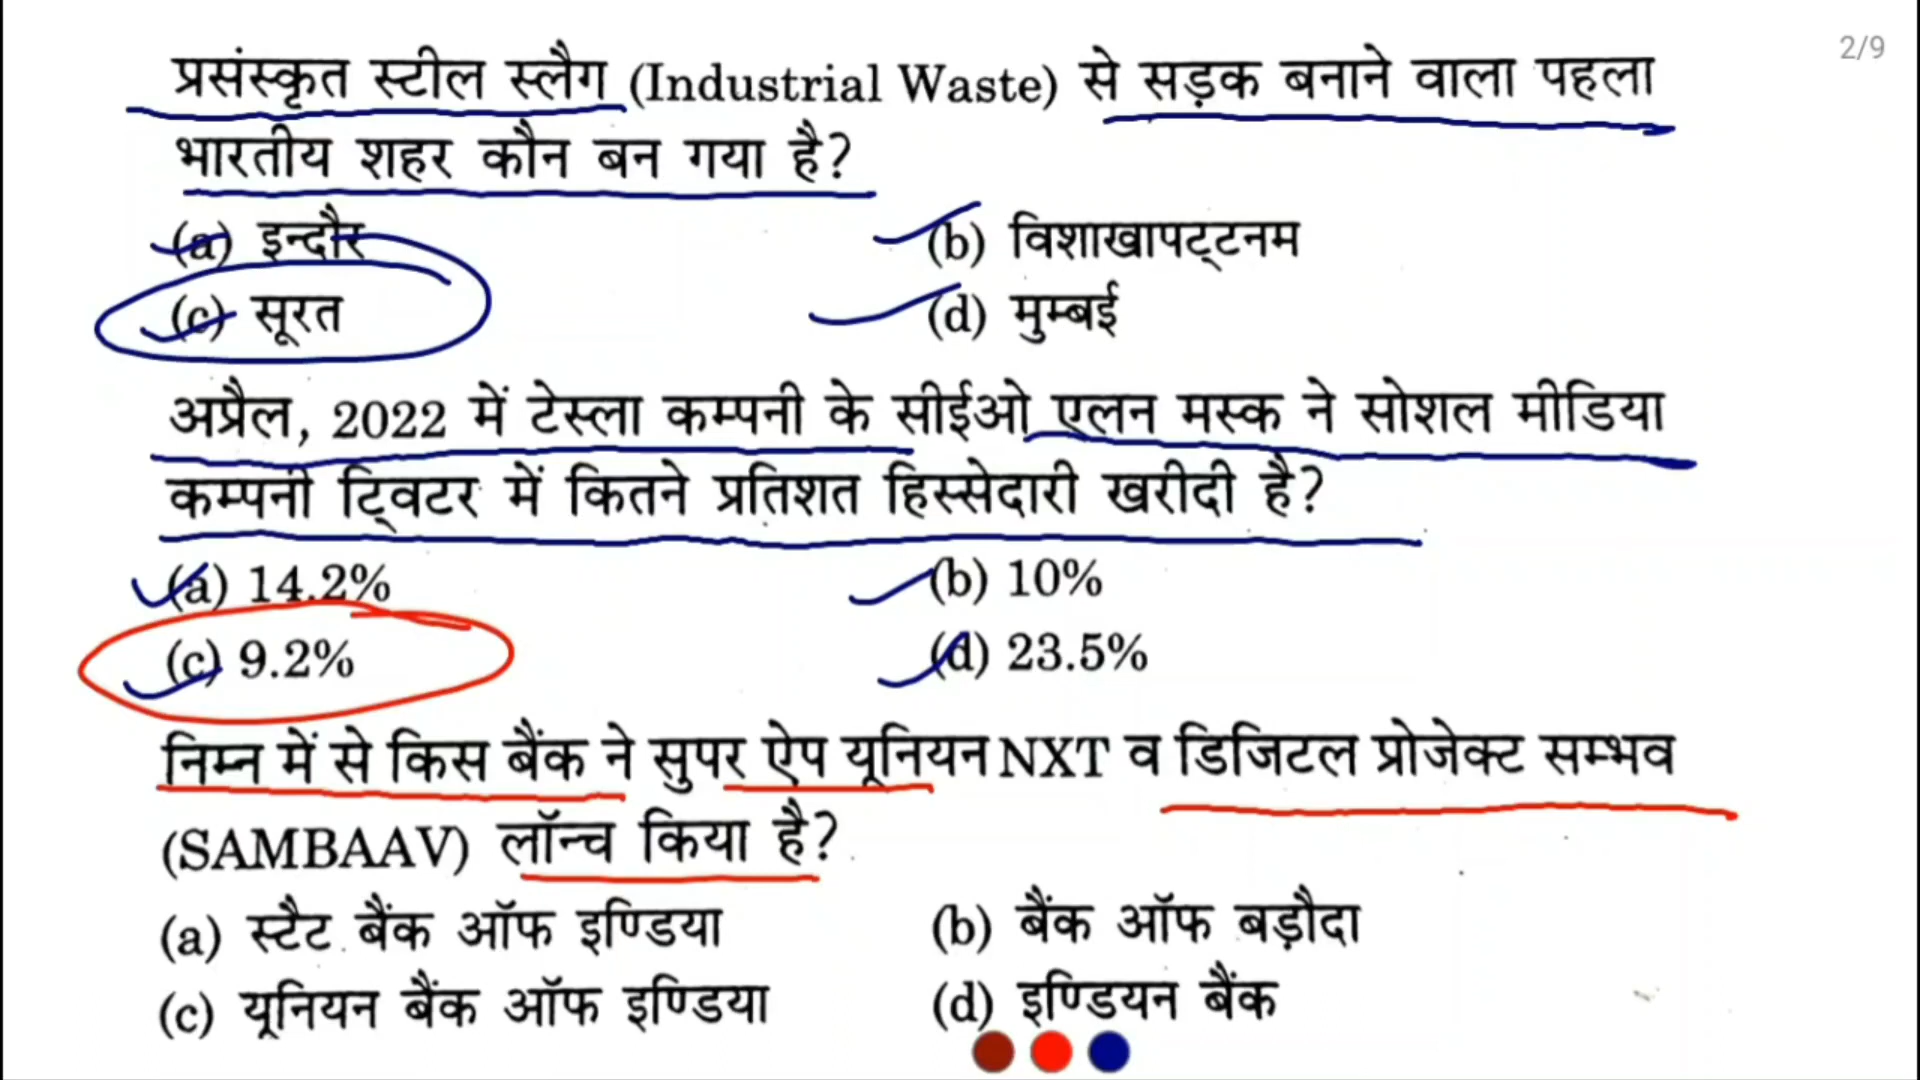 2/9
प्रसंस्कृत स्टील स्लैग (Industrial Waste) से सड़क बनाने वाला पहला
भारतीय शहर कौन बन गया है?
(a) इन्दौर (b) विशाखापट्टनम
(c) सूरत (d) मुम्बई
अप्रैल, 2022 में टेस्ला कम्पनी के सीईओ एलन मस्क ने सोशल मीडिया
कम्पनी ट्विटर में कितने प्रतिशत हिस्सेदारी खरीदी है?
(a) 14.2% (b) 10%
(c) 9.2% (d) 23.5%
निम्न में से किस बैंक ने सुपर ऐप यूनियन NXT व डिजिटल प्रोजेक्ट सम्भव
(SAMBAAV) लॉन्च किया है?
(a) स्टैट बैंक ऑफ इण्डिया (b) बैंक ऑफ बड़ौदा
(c) यूनियन बैंक ऑफ इण्डिया (d) इण्डियन बैंक